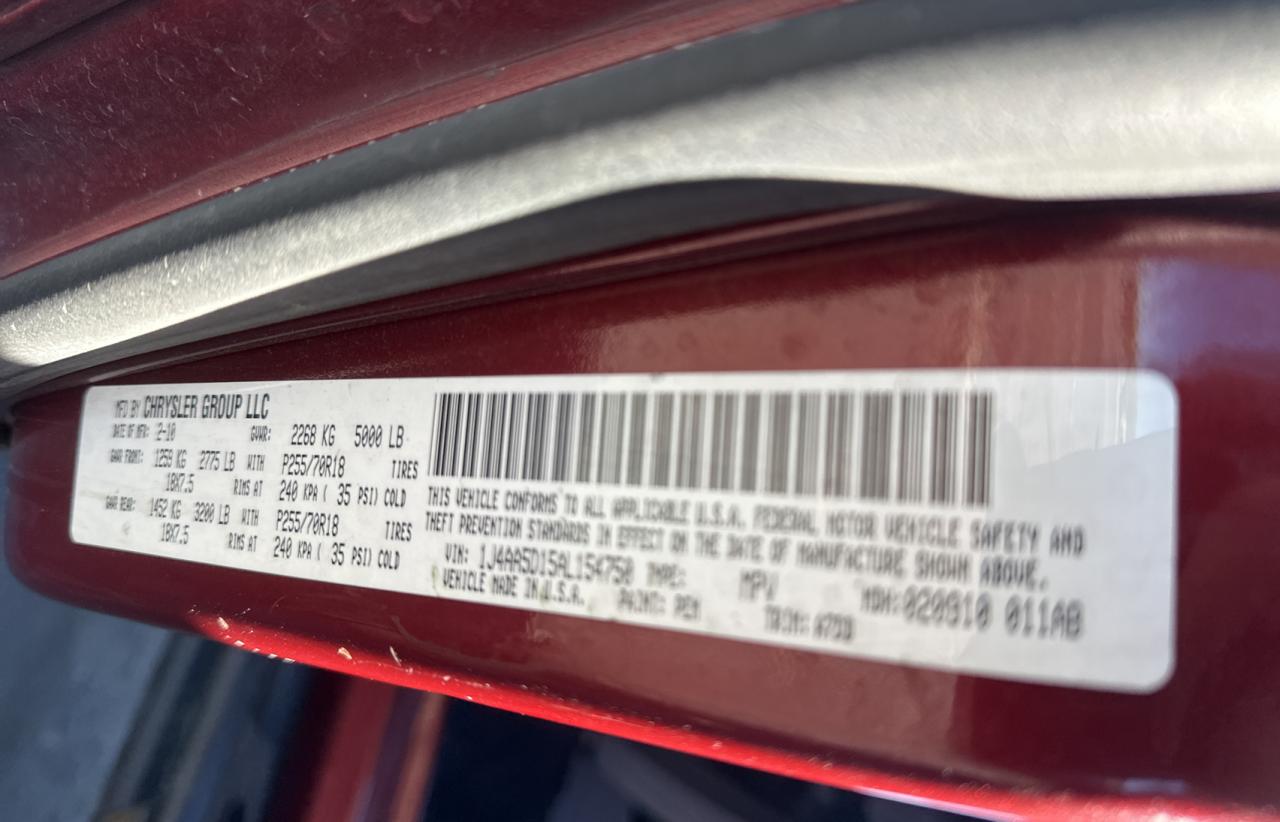 MFD BY CHRYSLER GROUP LLC
DATE OF MFR: 2-10 GVWR: 2268 KG 5000 LB
GAWR FRONT: 1259 KG 2775 LB WITH P255/70R18 TIRES
18X7.5 RIMS AT 240 KPA ( 35 PSI) COLD
GAWR REAR: 1452 KG 3200 LB WITH P255/70R18 TIRES
18X7.5 RIMS AT 240 KPA ( 35 PSI) COLD
THIS VEHICLE CONFORMS TO ALL APPLICABLE U.S.A. FEDERAL MOTOR VEHICLE SAFETY AND
THEFT PREVENTION STANDARDS IN EFFECT ON THE DATE OF MANUFACTURE SHOWN ABOVE.
VIN: 1J4AA5D15AL154750 TYPE: MPV MDH: 020910 011AB
VEHICLE MADE IN U.S.A. PAINT: PEM TRIM: